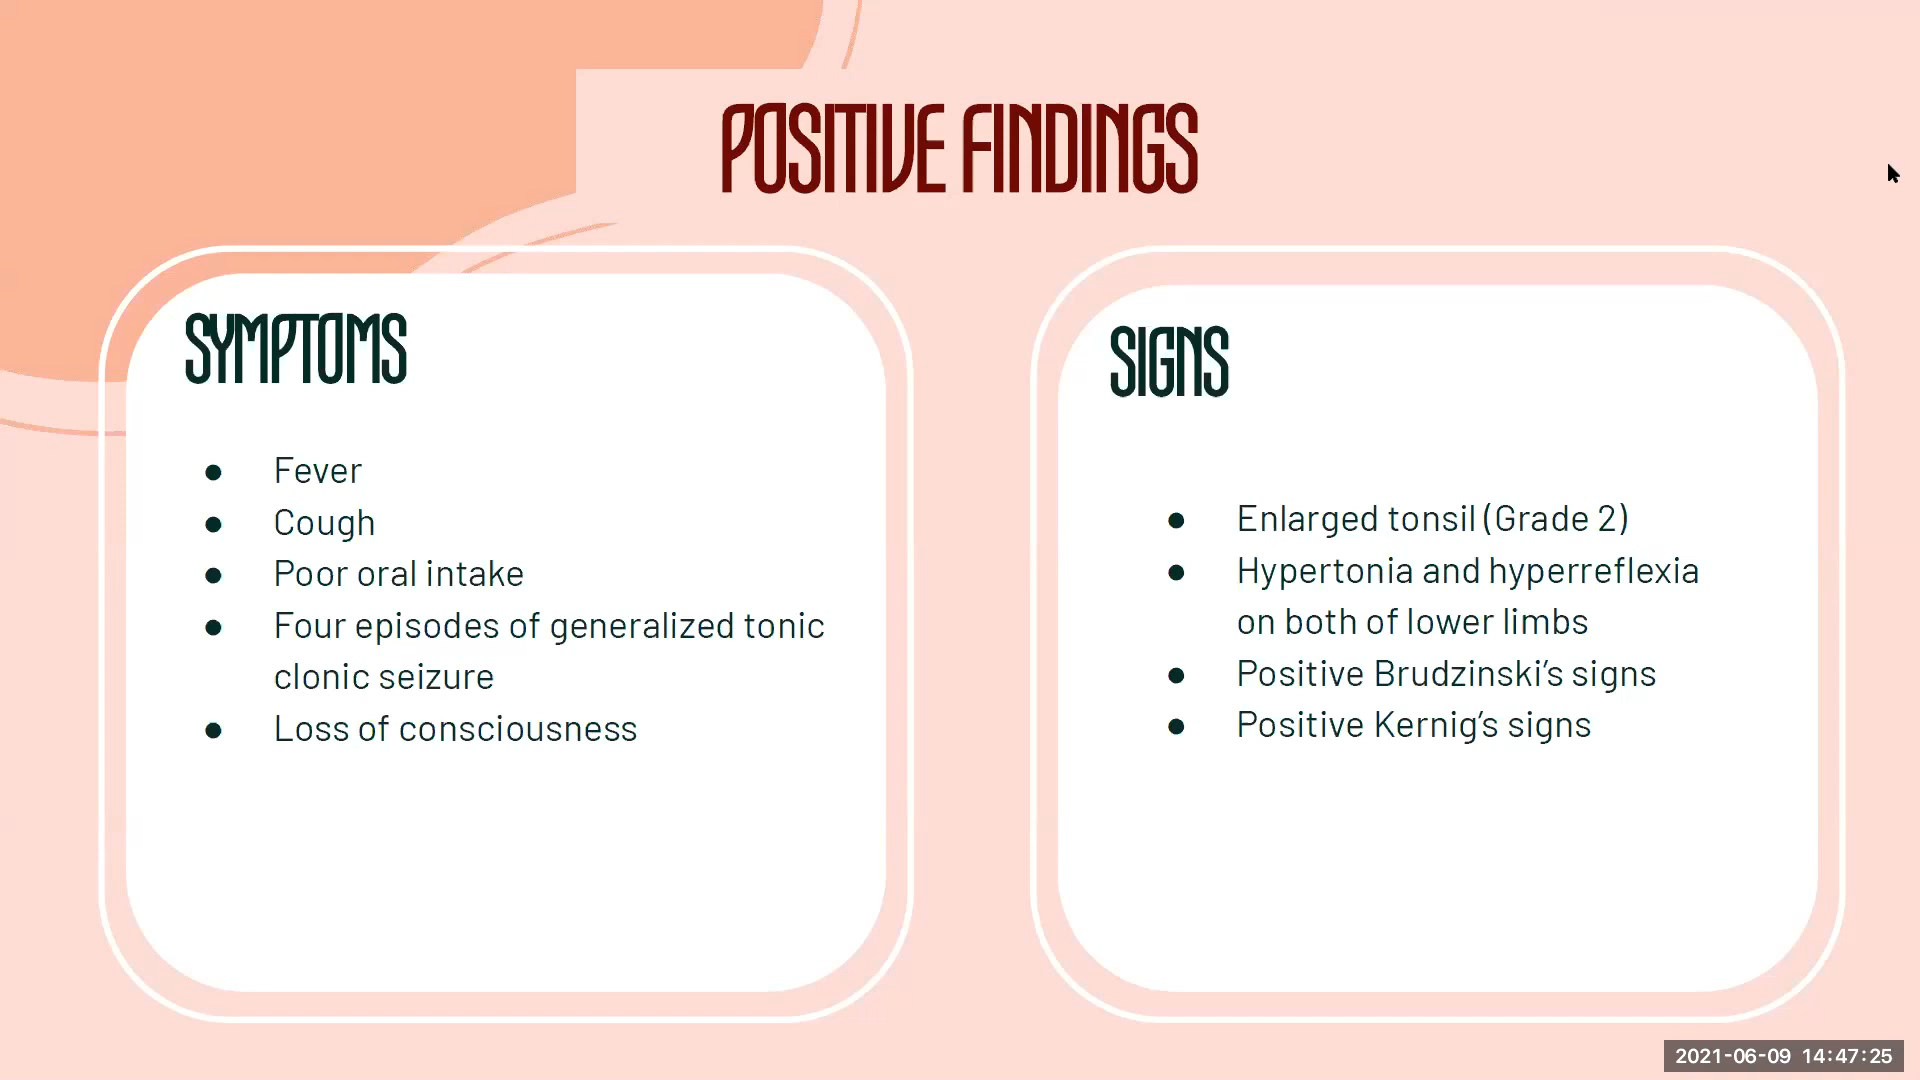 POSITIVE FINDINGS
SYMPTOMS
● Fever
● Cough
● Poor oral intake
● Four episodes of generalized tonic
clonic seizure
● Loss of consciousness
SIGNS
● Enlarged tonsil (Grade 2)
● Hypertonia and hyperreflexia
on both of lower limbs
● Positive Brudzinski’s signs
● Positive Kernig’s signs
2021-06-09 14:47:25